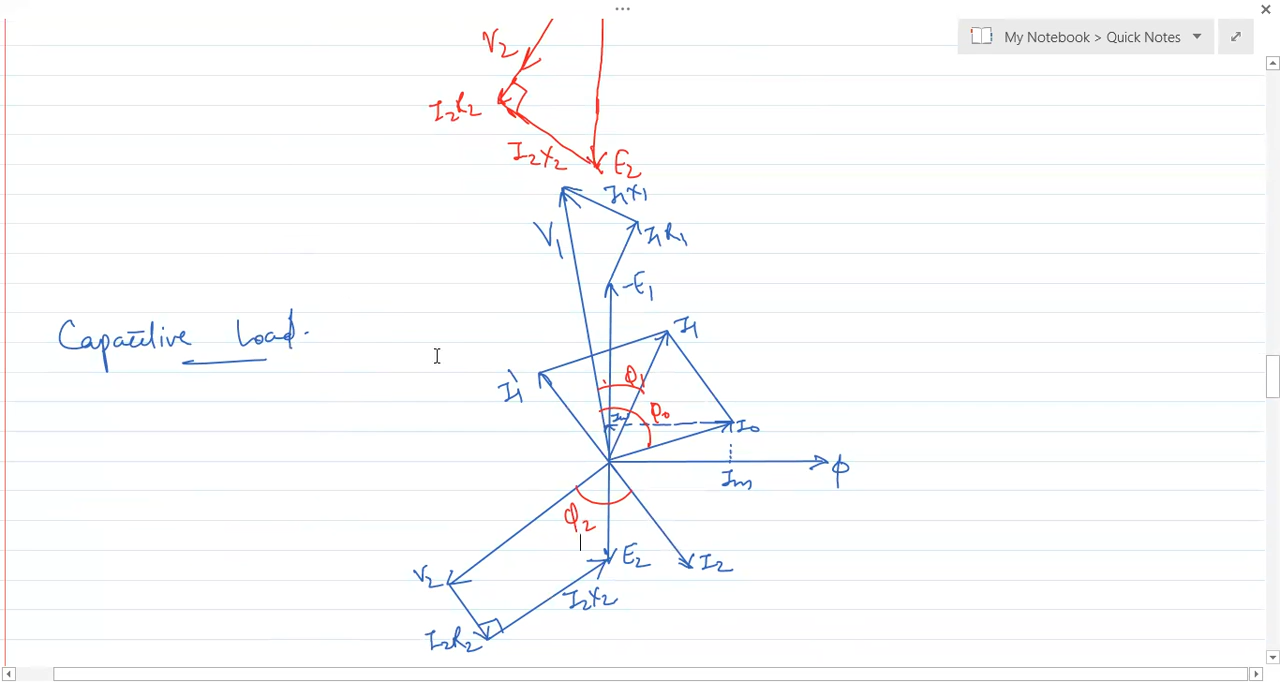 ...
My Notebook > Quick Notes
V2
I2R2
I2X2
E2
I1X1
V1
I1R1
-E1
Capacitive Load.
I1
I1'
φ1
φ0
Iw
I0
φ
Im
φ2
E2
I2
V2
I2X2
I2R2